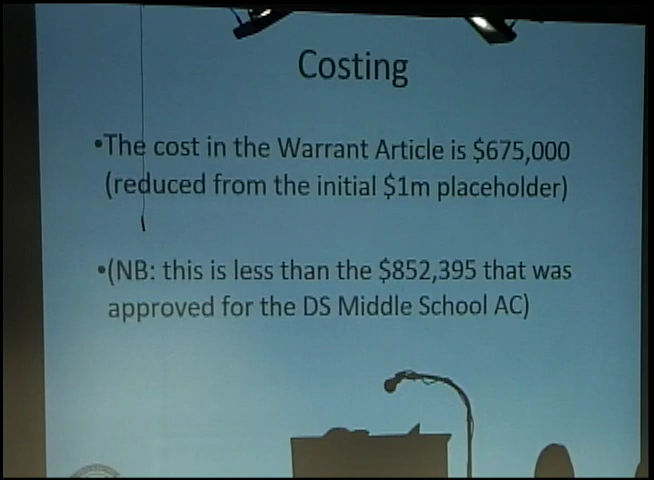 Costing
•The cost in the Warrant Article is $675,000
(reduced from the initial $1m placeholder)
•(NB: this is less than the $852,395 that was
approved for the DS Middle School AC)